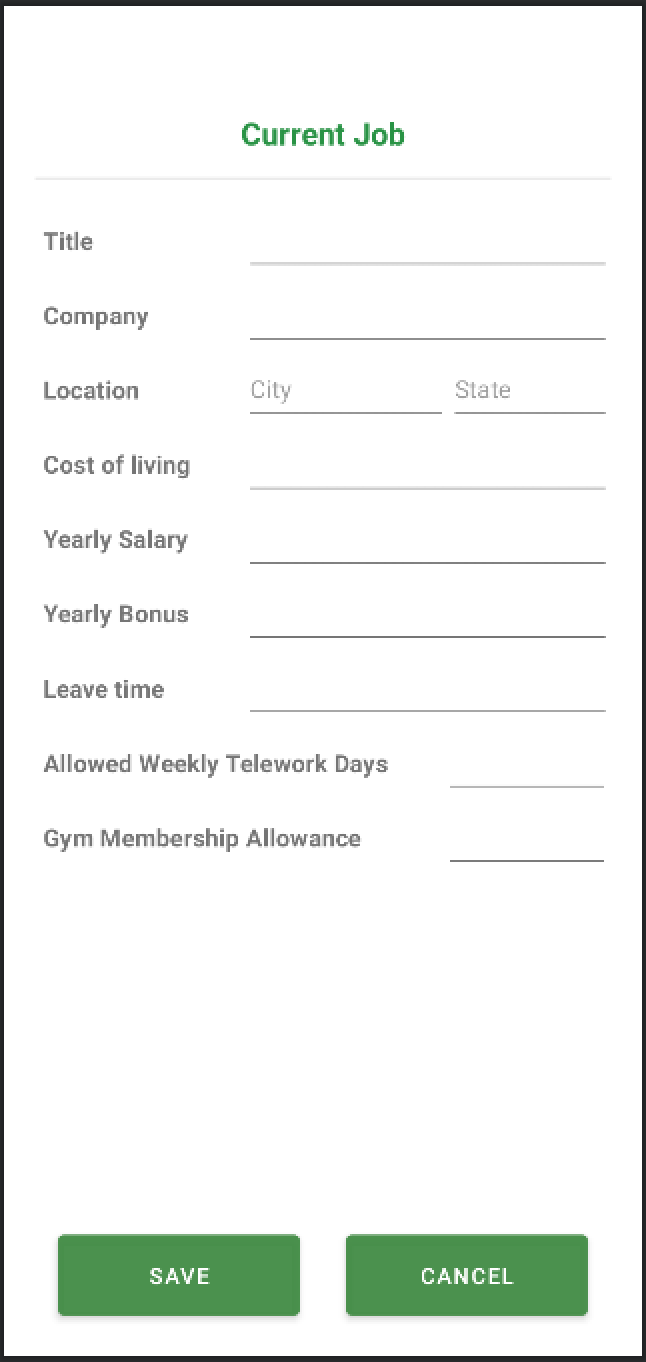 Current Job
Title
Company
Location City State
Cost of living
Yearly Salary
Yearly Bonus
Leave time
Allowed Weekly Telework Days
Gym Membership Allowance
SAVE CANCEL